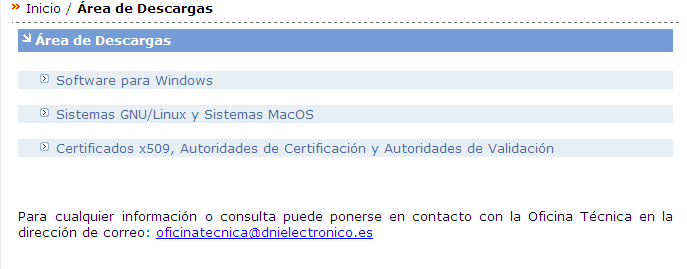 Inicio / Área de Descargas
Área de Descargas
Software para Windows
Sistemas GNU/Linux y Sistemas MacOS
Certificados x509, Autoridades de Certificación y Autoridades de Validación
Para cualquier información o consulta puede ponerse en contacto con la Oficina Técnica en la
dirección de correo: oficinatecnica@dnielectronico.es